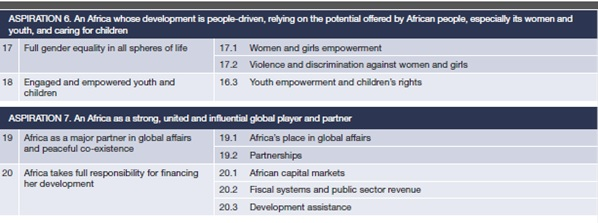 ASPIRATION 6. An Africa whose development is people-driven, relying on the potential offered by African people, especially its women and
youth, and caring for children
17 Full gender equality in all spheres of life 17.1 Women and girls empowerment
17.2 Violence and discrimination against women and girls
18 Engaged and empowered youth and
children 16.3 Youth empowerment and children's rights
ASPIRATION 7. An Africa as a strong, united and influential global player and partner
19 Africa as a major partner in global affairs
and peaceful co-existence 19.1 Africa's place in global affairs
19.2 Partnerships
20 Africa takes full responsibility for financing
her development 20.1 African capital markets
20.2 Fiscal systems and public sector revenue
20.3 Development assistance